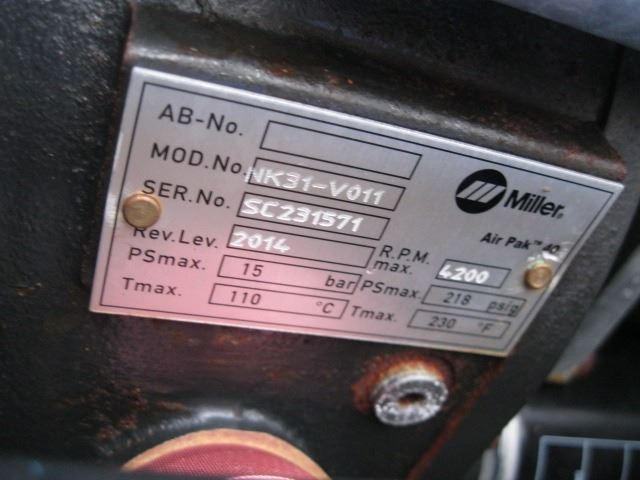 AB-No.
MOD.No. NK31-V011
Miller®
SER.No. SC231571
Air Pak™ 40
Rev.Lev. 2014 R.P.M. max. 4200
PSmax. 15 bar PSmax. 218 psig
Tmax. 110 °C Tmax. 230 °F